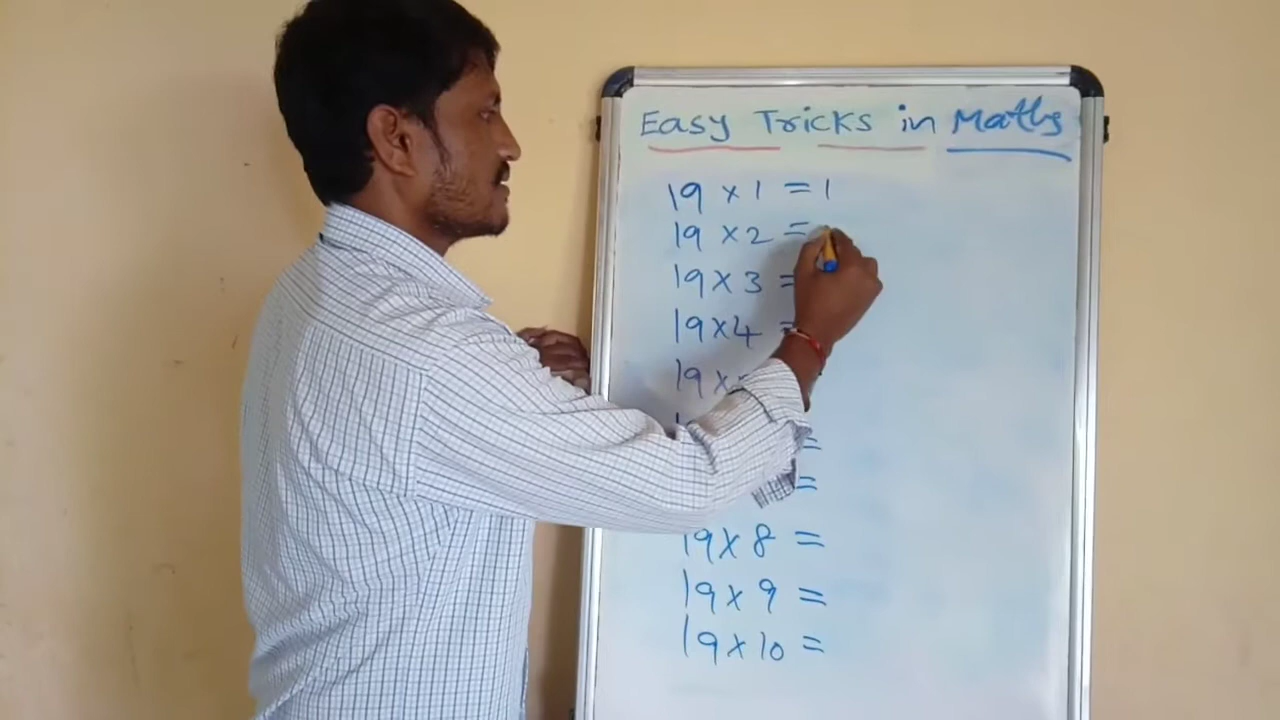 Easy Tricks in Maths
19 × 1 = 1
19 × 2 =
19 × 3 =
19 × 4 =
19 ×
=
=
19 × 8 =
19 × 9 =
19 × 10 =